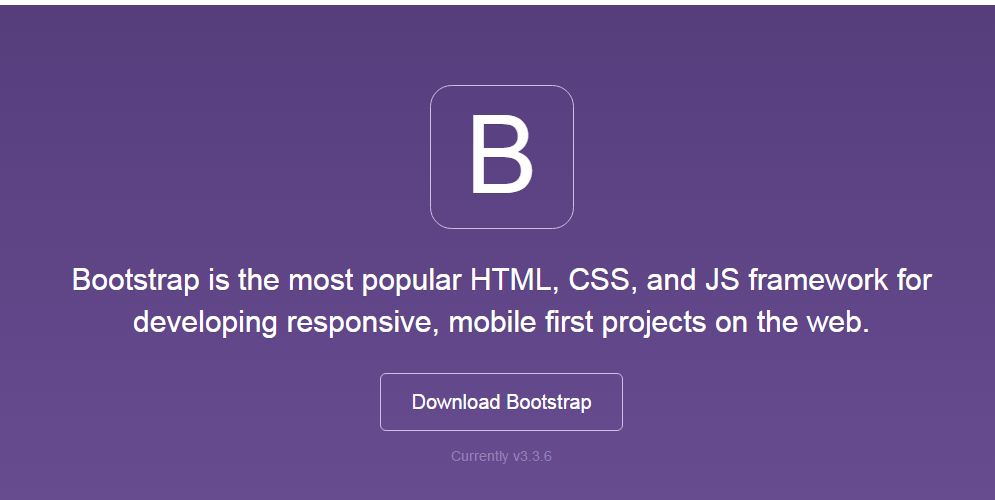 B
Bootstrap is the most popular HTML, CSS, and JS framework for
developing responsive, mobile first projects on the web.
Download Bootstrap
Currently v3.3.6